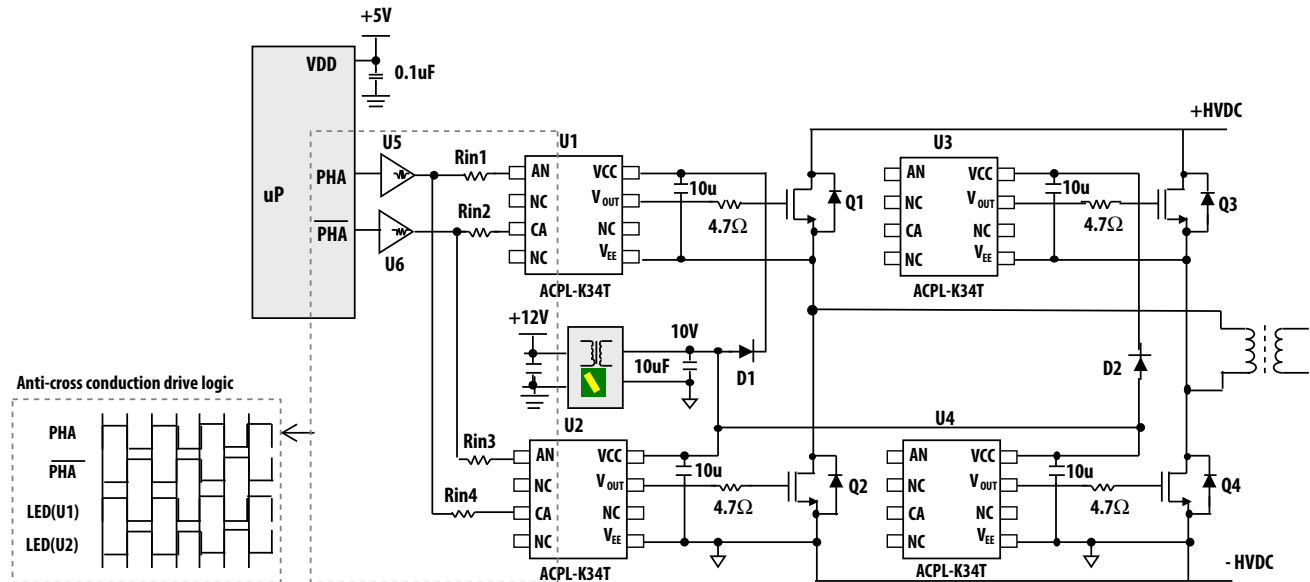 +5V
VDD
0.1uF
+HVDC
U5
U1
U3
Rin1
AN
VCC
AN
VCC
uP
PHA
NC
10u
VOUT
Q1
NC
10u
VOUT
Q3
Rin2
CA
NC
4.7Ω
CA
NC
4.7Ω
PHA
NC
VEE
NC
VEE
U6
ACPL-K34T
ACPL-K34T
+12V
10V
10uF
D1
D2
Anti-cross conduction drive logic
U2
U4
PHA
Rin3
AN
VCC
AN
VCC
PHA
NC
10u
VOUT
Q2
NC
10u
VOUT
Q4
Rin4
LED(U1)
CA
NC
4.7Ω
CA
NC
4.7Ω
LED(U2)
NC
VEE
NC
VEE
ACPL-K34T
ACPL-K34T
- HVDC